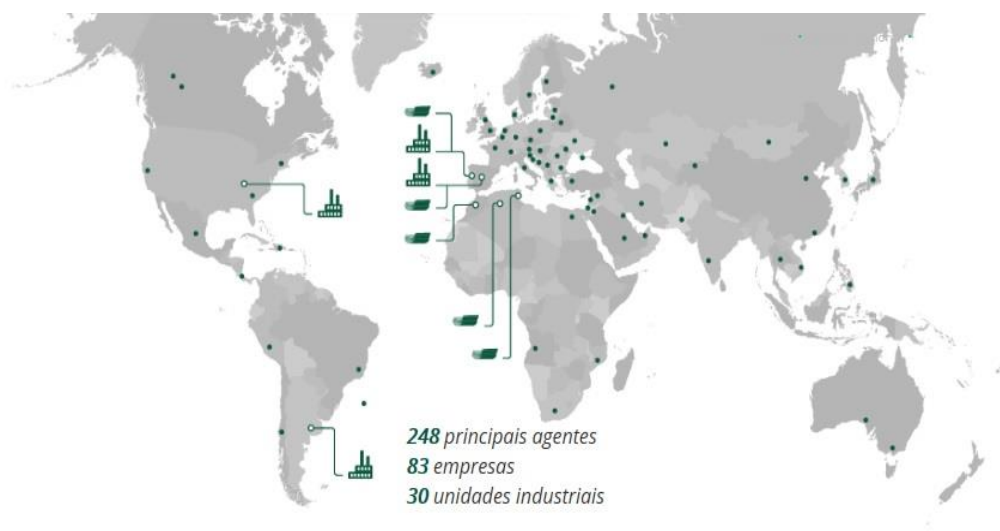 248 principais agentes
83 empresas
30 unidades industriais